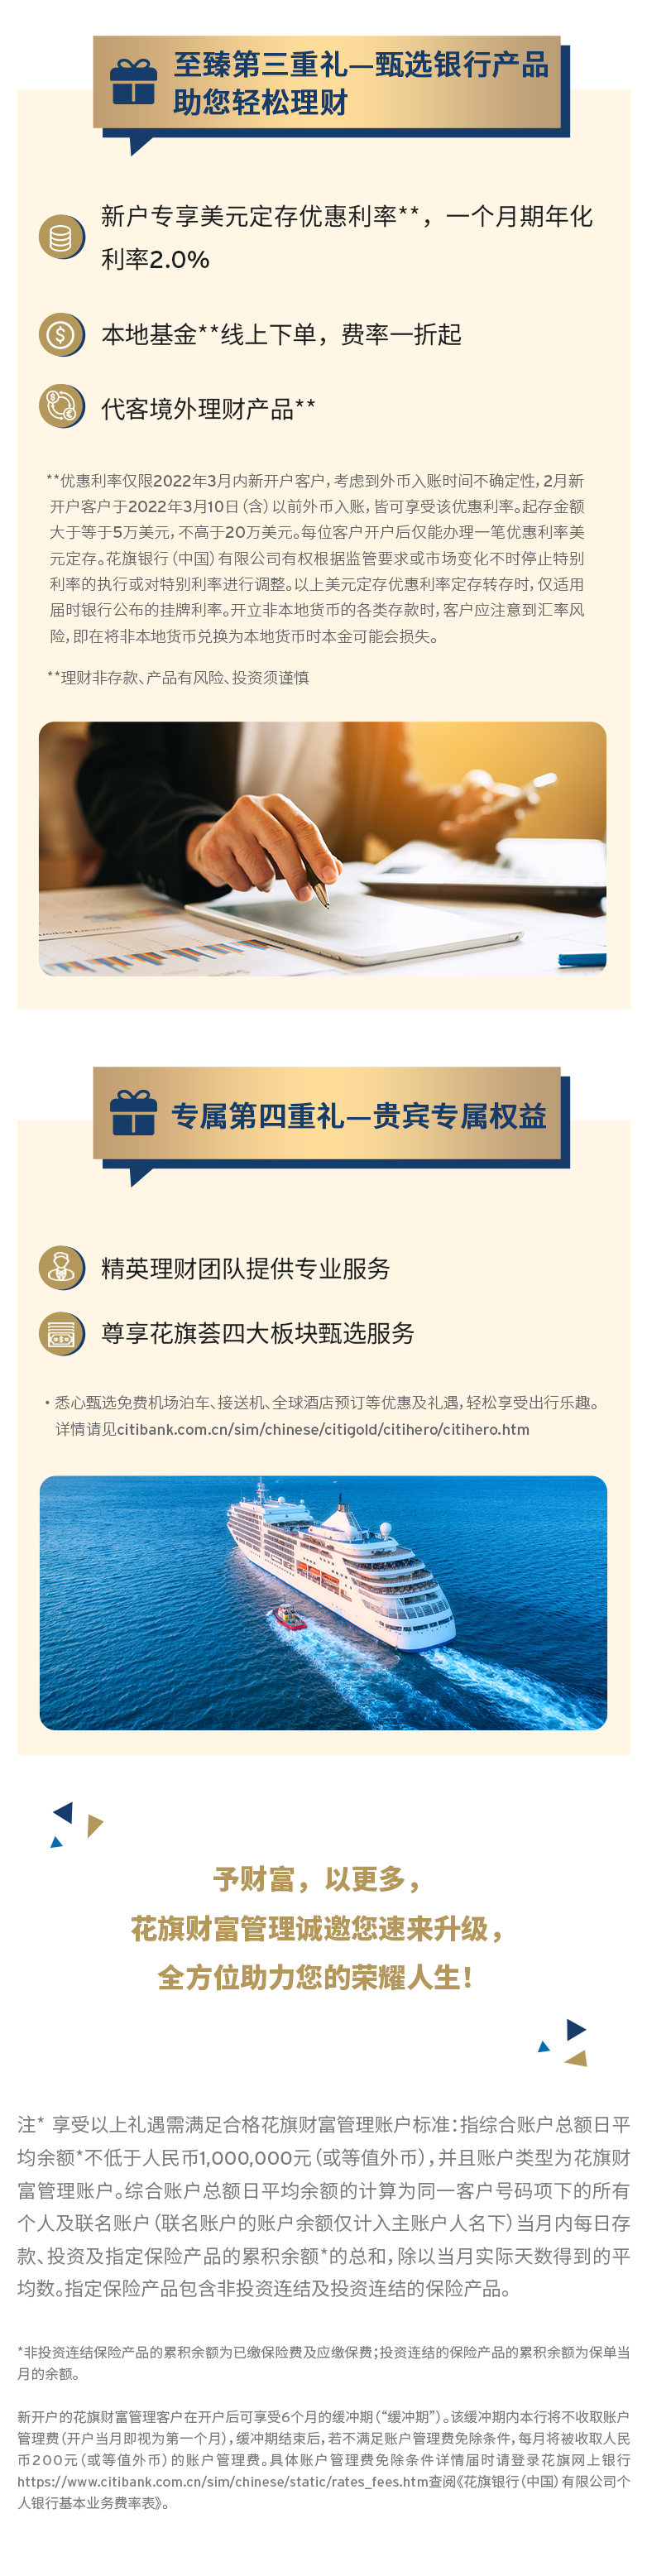 至臻第三重礼—甄选银行产品
助您轻松理财
新户专享美元定存优惠利率**，一个月期年化
利率2.0%
本地基金**线上下单，费率一折起
代客境外理财产品**
**优惠利率仅限2022年3月内新开户客户，考虑到外币入账时间不确定性，2月新
开户客户于2022年3月10日（含）以前外币入账，皆可享受该优惠利率。起存金额
大于等于5万美元，不高于20万美元。每位客户开户后仅能办理一笔优惠利率美
元定存。花旗银行（中国）有限公司有权根据监管要求或市场变化不时停止特别
利率的执行或对特别利率进行调整。以上美元定存优惠利率定存转存时，仅适用
届时银行公布的挂牌利率。开立非本地货币的各类存款时，客户应注意到汇率风
险，即在将非本地货币兑换为本地货币时本金可能会损失。
**理财非存款、产品有风险、投资须谨慎
专属第四重礼—贵宾专属权益
精英理财团队提供专业服务
尊享花旗荟四大板块甄选服务
·悉心甄选免费机场泊车、接送机、全球酒店预订等优惠及礼遇，轻松享受出行乐趣。
详情请见citibank.com.cn/sim/chinese/citigold/citihero/citihero.htm
予财富，以更多，
花旗财富管理诚邀您速来升级，
全方位助力您的荣耀人生！
注* 享受以上礼遇需满足合格花旗财富管理账户标准：指综合账户总额日平
均余额*不低于人民币1,000,000元（或等值外币），并且账户类型为花旗财
富管理账户。综合账户总额日平均余额的计算为同一客户号码项下的所有
个人及联名账户（联名账户的账户余额仅计入主账户人名下）当月内每日存
款、投资及指定保险产品的累积余额*的总和，除以当月实际天数得到的平
均数。指定保险产品包含非投资连结及投资连结的保险产品。
*非投资连结保险产品的累积余额为已缴保险费及应缴保费；投资连结的保险产品的累积余额为保单当
月的余额。
新开户的花旗财富管理客户在开户后可享受6个月的缓冲期（“缓冲期”）。该缓冲期内本行将不收取账户
管理费（开户当月即视为第一个月），缓冲期结束后，若不满足账户管理费免除条件，每月将被收取人民
币200元（或等值外币）的账户管理费。具体账户管理费免除条件详情届时请登录花旗网上银行
https://www.citibank.com.cn/sim/chinese/static/rates_fees.htm查阅《花旗银行（中国）有限公司个
人银行基本业务费率表》。